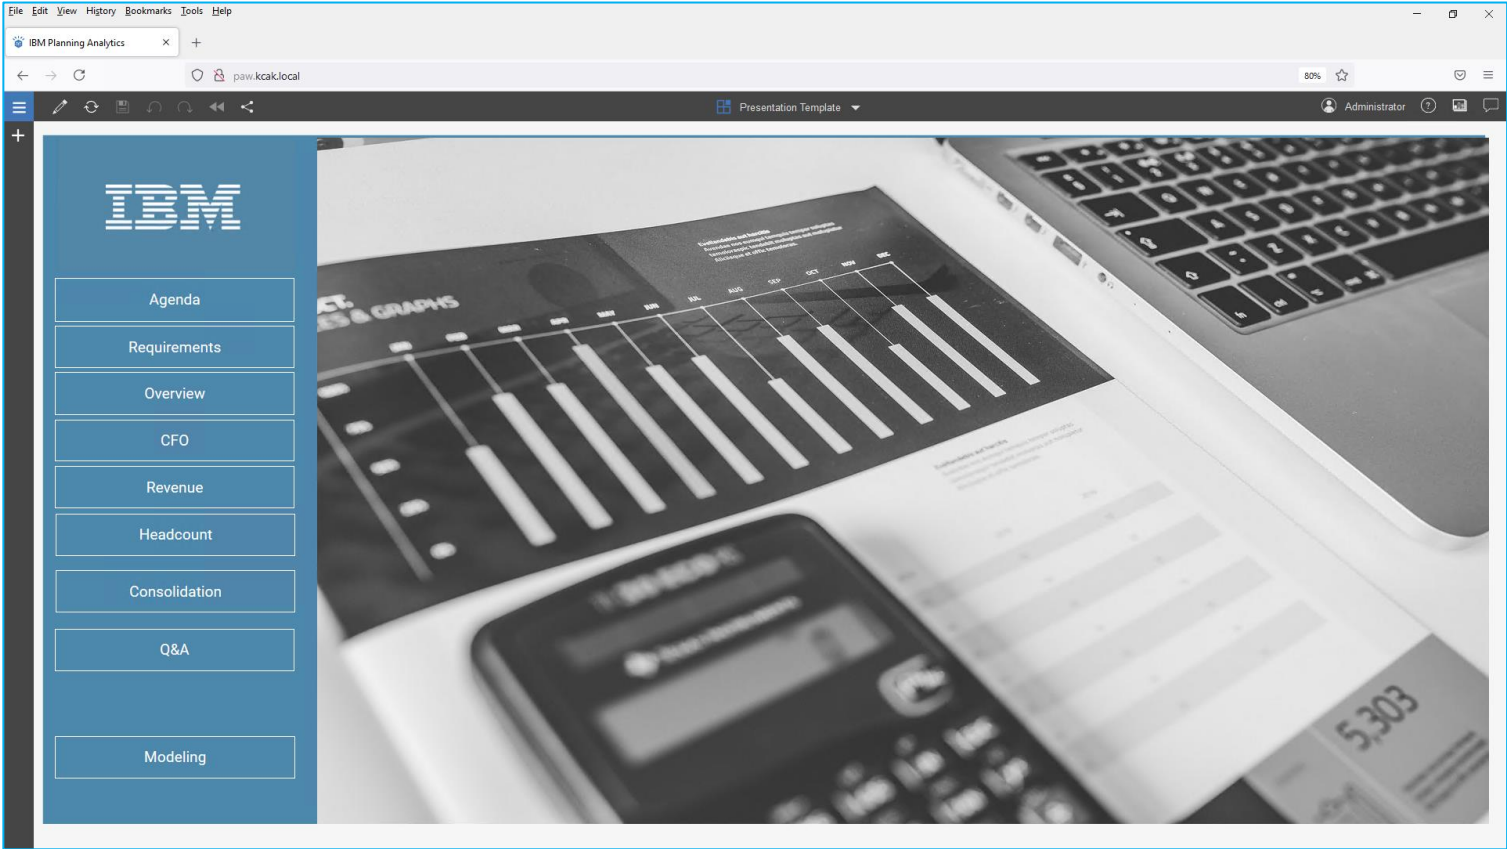 File Edit View History Bookmarks Tools Help
IBM Planning Analytics
paw.kcak.local
80%
Presentation Template
Administrator
IBM
Agenda
Requirements
Overview
CFO
Revenue
Headcount
Consolidation
Q&A
Modeling
& GRAPHS
MAY
JUN
JUL
AUG
SEP
OCT
NOV
DEC
5,303